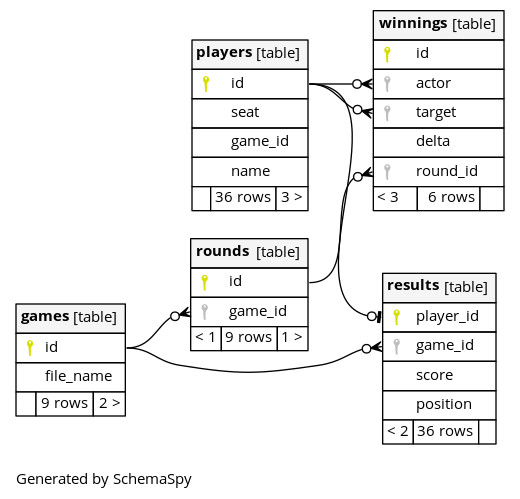 winnings [table]
id
actor
target
delta
round_id
< 3 6 rows
players [table]
id
seat
game_id
name
36 rows 3 >
rounds [table]
id
game_id
< 1 9 rows 1 >
results [table]
player_id
game_id
score
position
< 2 36 rows
games [table]
id
file_name
9 rows 2 >
Generated by SchemaSpy